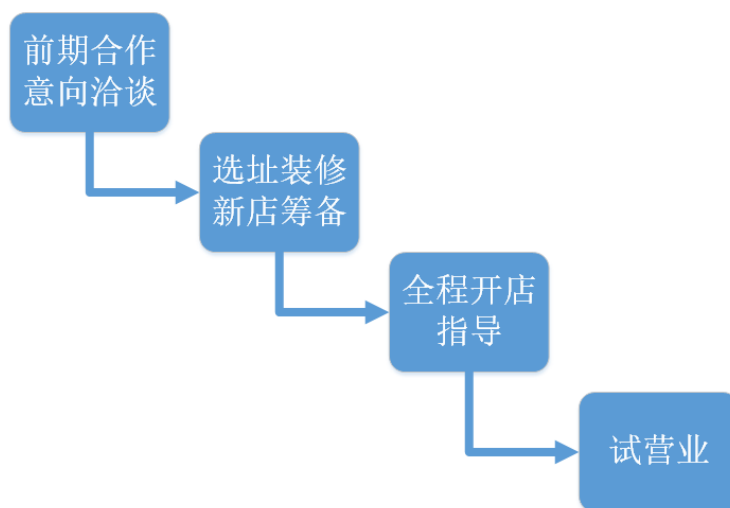 前期合作
意向洽谈
选址装修
新店筹备
全程开店
指导
试营业